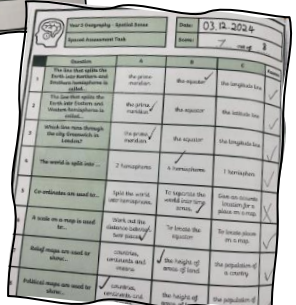 Year 3 Geography - Spatial Sense
Date: 03.12.2024
Spaced Assessment Task
Score: 7 out of 8
Question A B C
1 The line that splits the Earth into Northern and Southern hemispheres is called... the prime meridian the equator the longitude line
2 The line that splits the Earth into Eastern and Western hemispheres is called... the prime meridian the equator the latitude line
3 Which line runs through the city Greenwich in London? the prime meridian the equator the longitude line
4 The world is split into ... 2 hemispheres 4 hemispheres 1 hemisphere
5 Co-ordinates are used to... Split the world into hemispheres To separate the world into time zones Give an accurate location for a place on a map
6 A scale on a map is used to... Work out the distance between two places To locate the equator To locate places on a map
7 Relief maps are used to show... countries, continents and oceans the height of areas of land the population of a country
Political maps are used to show... countries, continents and the height of the population of